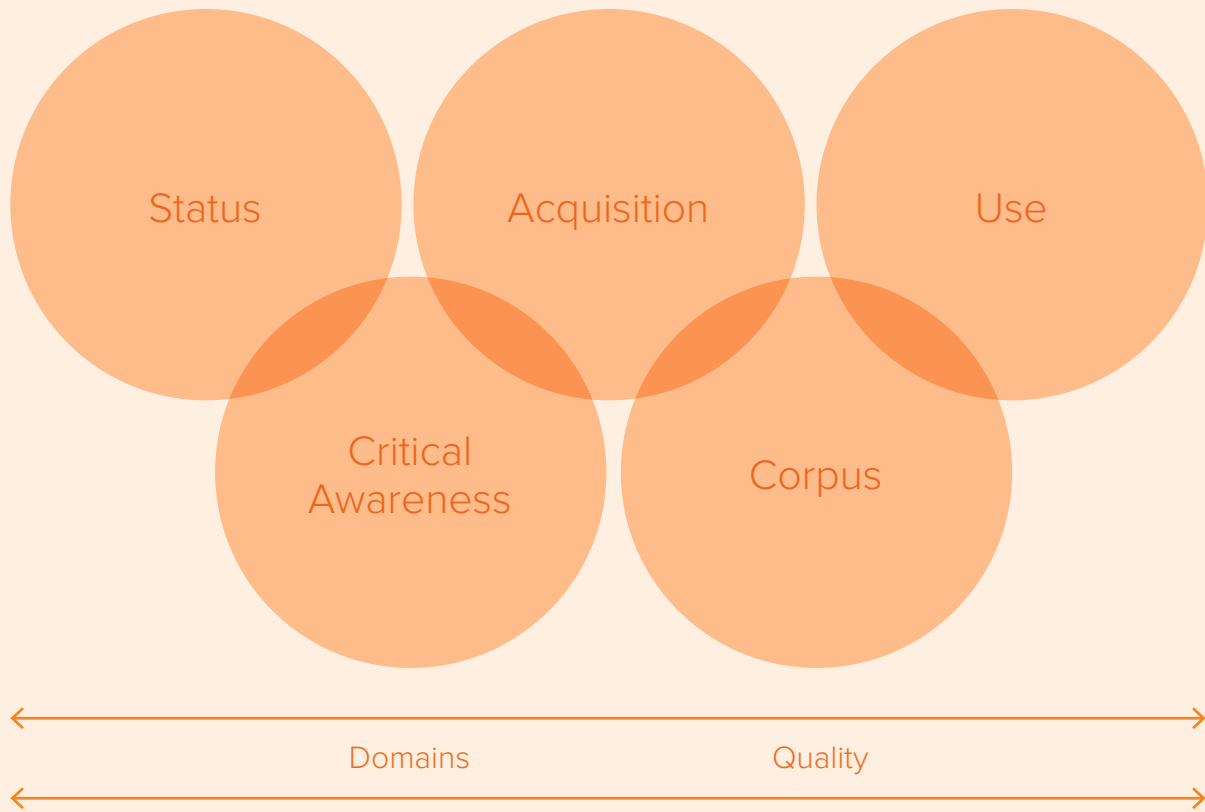 Status
Acquisition
Use
Critical
Awareness
Corpus
Domains
Quality